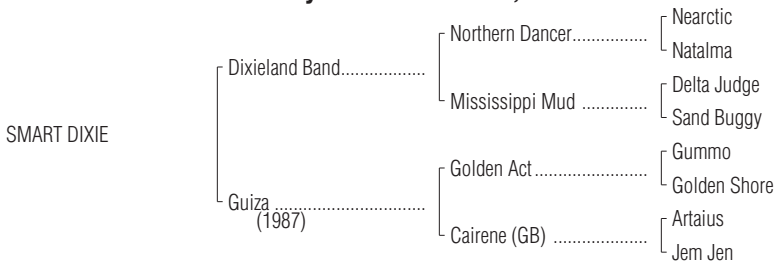 Nearctic
Northern Dancer...................
Natalma
Dixieland Band..................
Delta Judge
Mississippi Mud ................
Sand Buggy
SMART DIXIE
Gummo
Golden Act............................
Golden Shore
Guiza ................................
(1987)
Artaius
Cairene (GB) ....................
Jem Jen